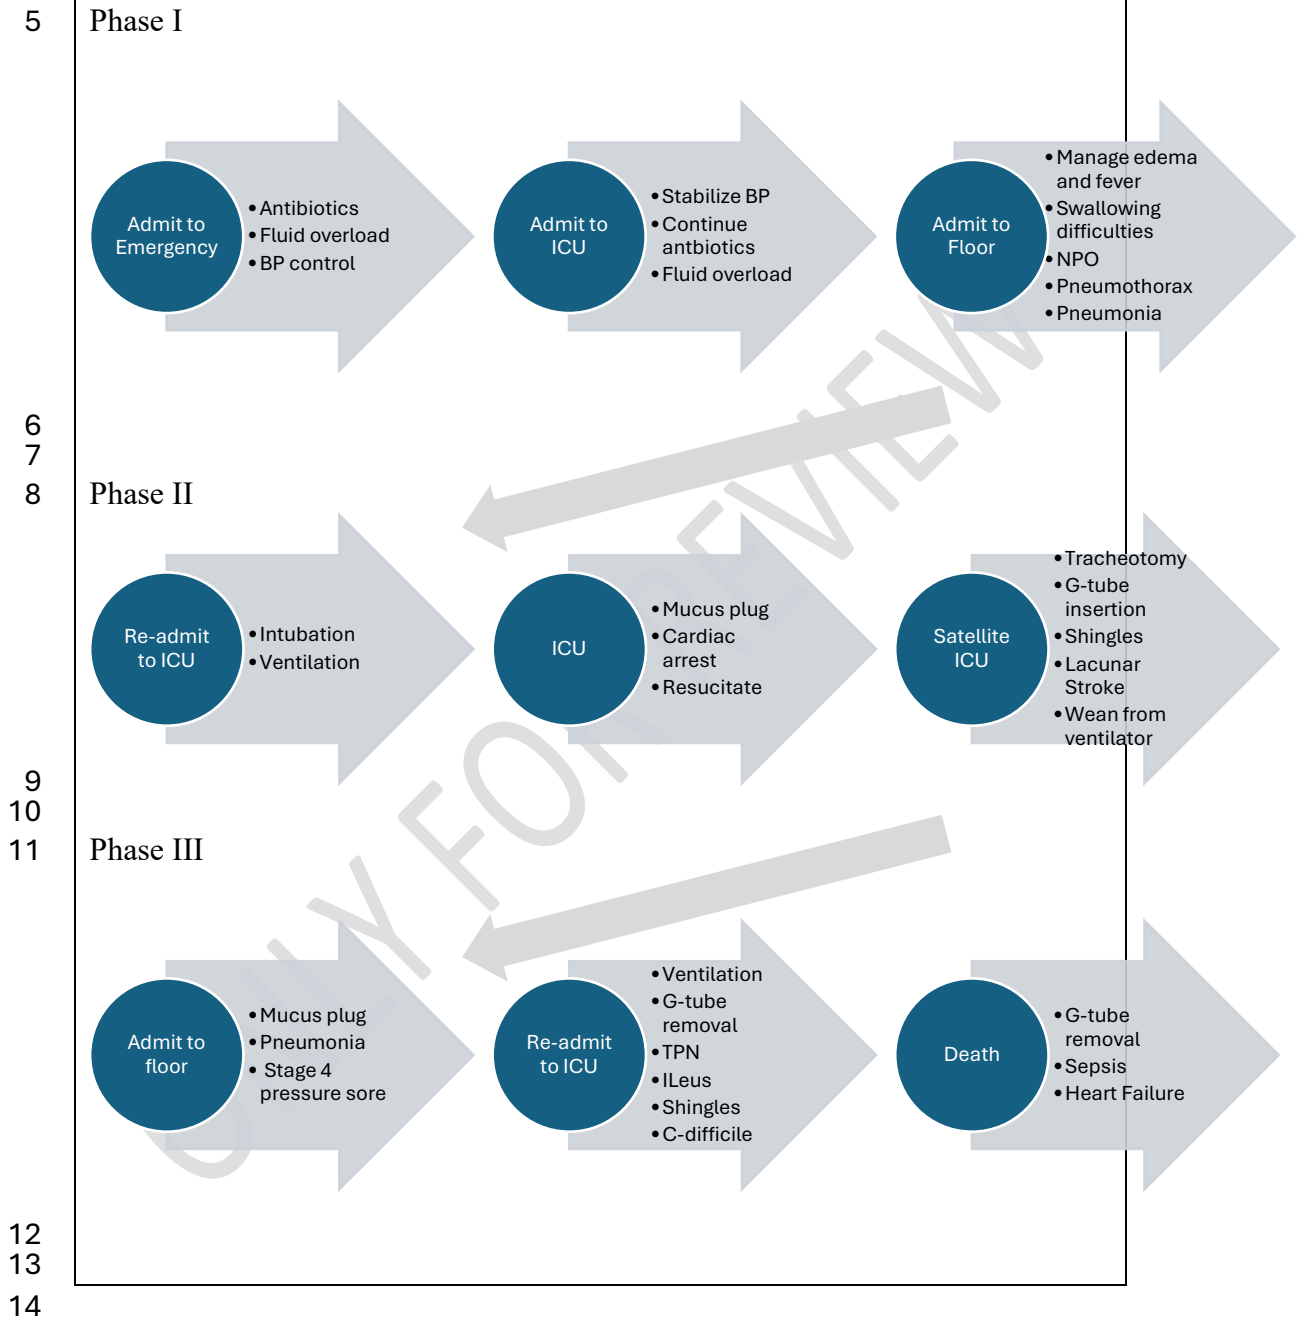 5 Phase I
Admit to
Emergency
•Antibiotics
•Fluid overload
•BP control
Admit to
ICU
•Stabilize BP
•Continue
antbiotics
•Fluid overload
Admit to
Floor
•Manage edema
and fever
•Swallowing
difficulties
•NPO
•Pneumothorax
•Pneumonia
6
7
8 Phase II
Re-admit
to ICU
•Intubation
•Ventilation
ICU
•Mucus plug
•Cardiac
arrest
•Resucitate
Satellite
ICU
•Tracheotomy
•G-tube
insertion
•Shingles
•Lacunar
Stroke
•Wean from
ventilator
9
10
11 Phase III
Admit to
floor
•Mucus plug
•Pneumonia
• Stage 4
pressure sore
Re-admit
to ICU
•Ventilation
•G-tube
removal
•TPN
•ILeus
•Shingles
•C-difficile
Death
•G-tube
removal
•Sepsis
•Heart Failure
12
13
14
ONLY FOR REVIEW